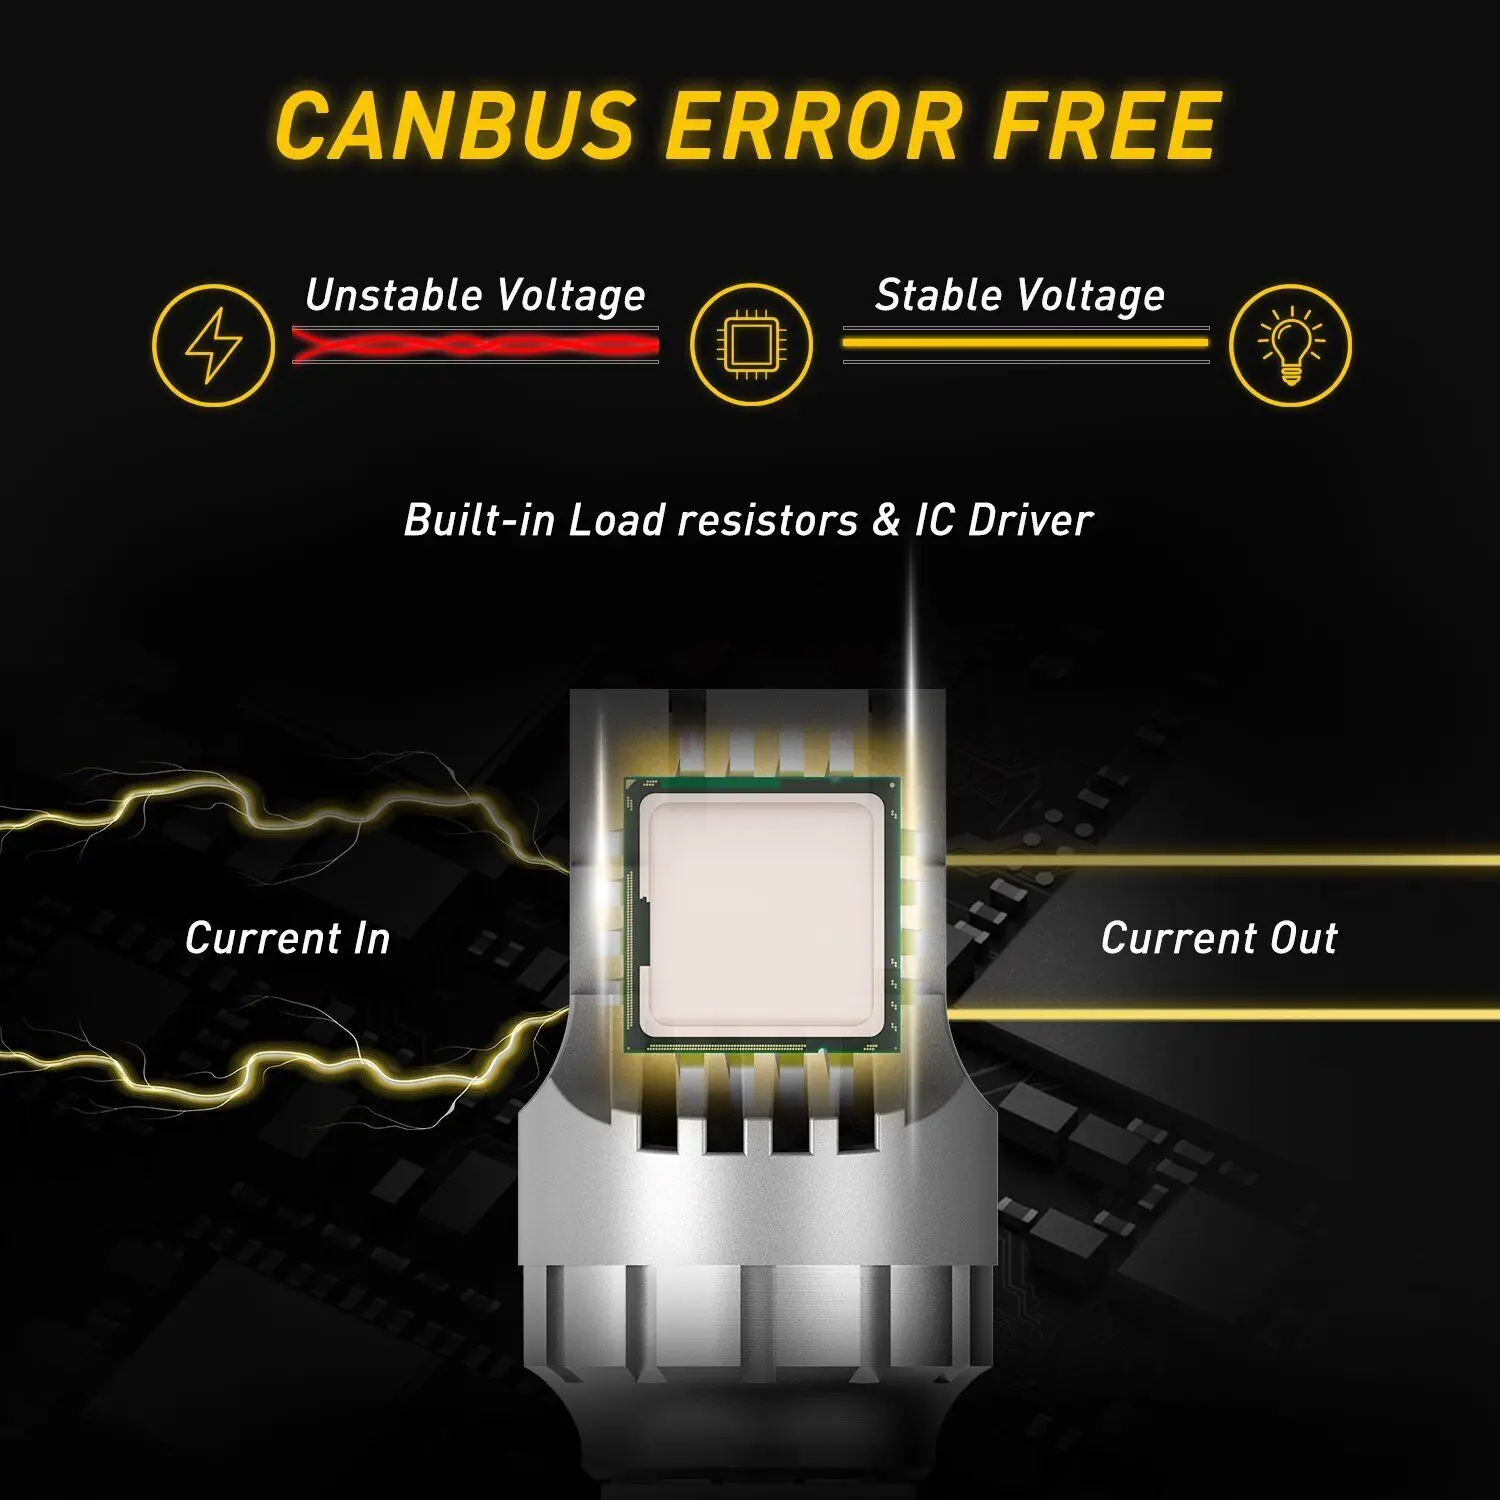 CANBUS ERROR FREE
Unstable Voltage
Stable Voltage
Built-in Load resistors & IC Driver
Current In
Current Out